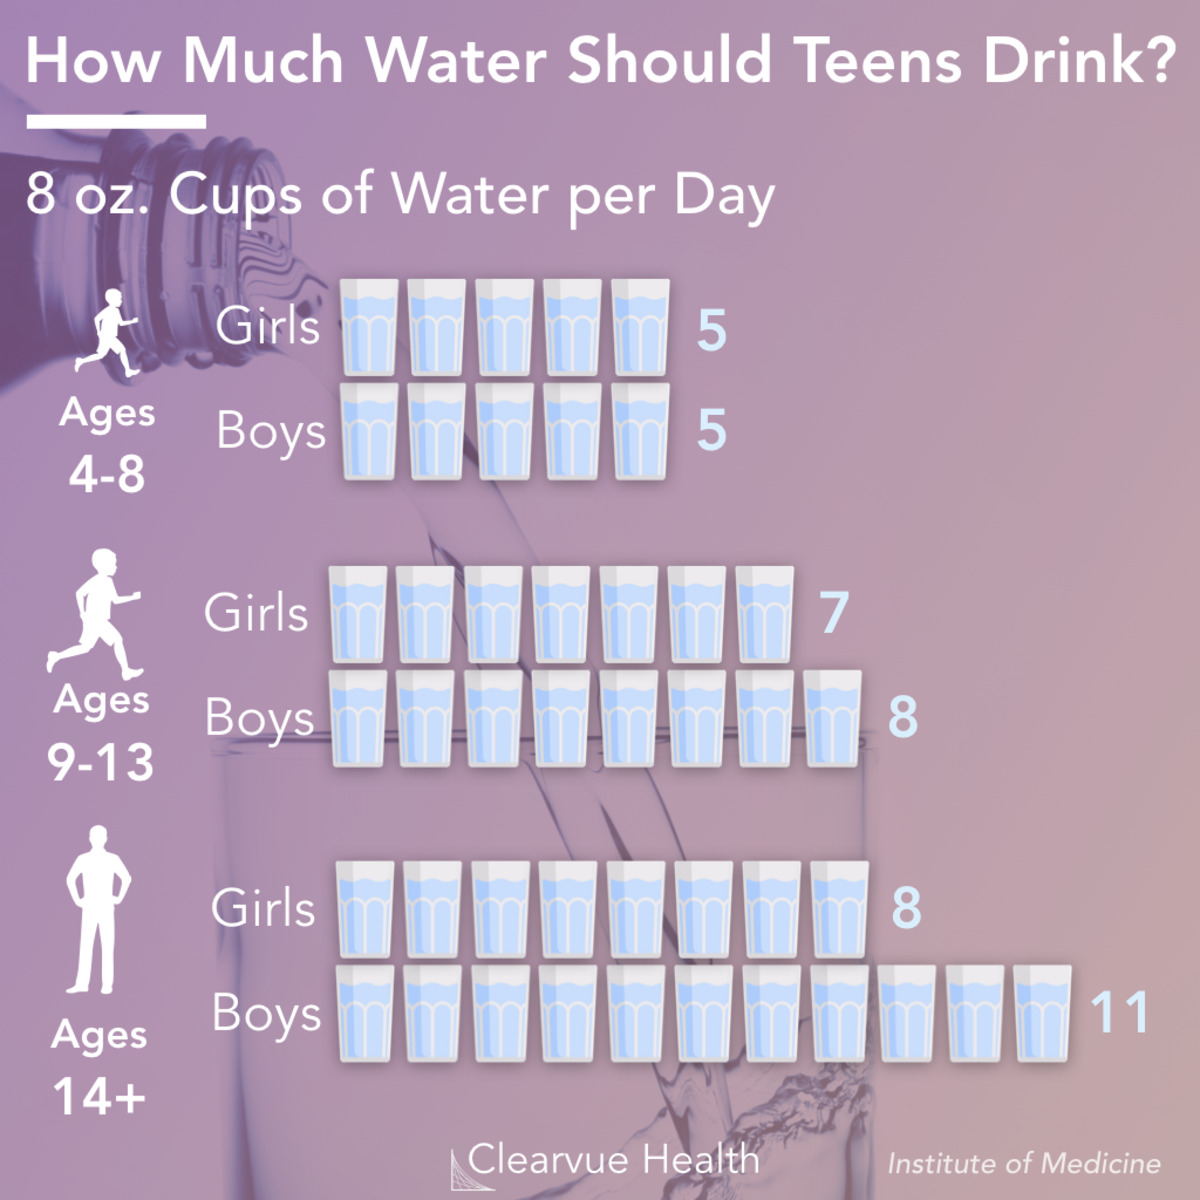 How Much Water Should Teens Drink?
8 oz. Cups of Water per Day
Girls 5
Boys 5
Ages
4-8
Girls 7
Boys 8
Ages
9-13
Girls 8
Boys 11
Ages
14+
Clearvue Health
Institute of Medicine